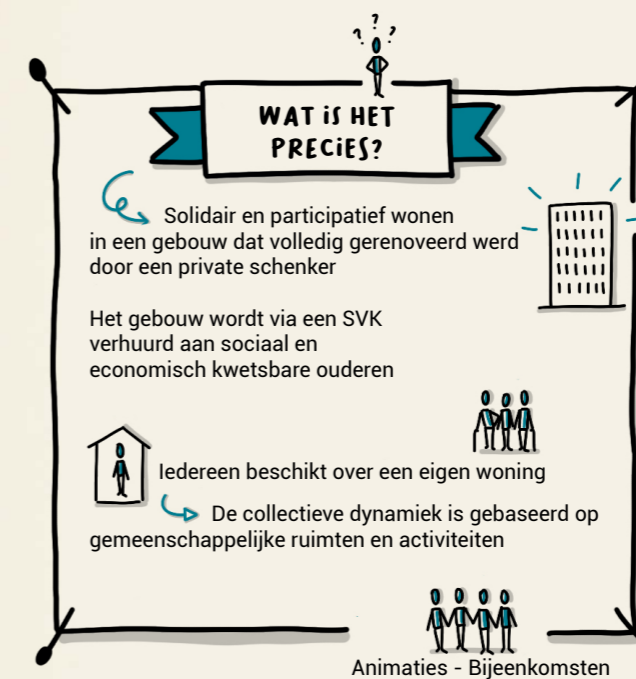 ? ? ?
WAT iS HET
PRECiES?
Solidair en participatief wonen
in een gebouw dat volledig gerenoveerd werd
door een private schenker
Het gebouw wordt via een SVK
verhuurd aan sociaal en
economisch kwetsbare ouderen
Iedereen beschikt over een eigen woning
De collectieve dynamiek is gebaseerd op
gemeenschappelijke ruimten en activiteiten
Animaties - Bijeenkomsten